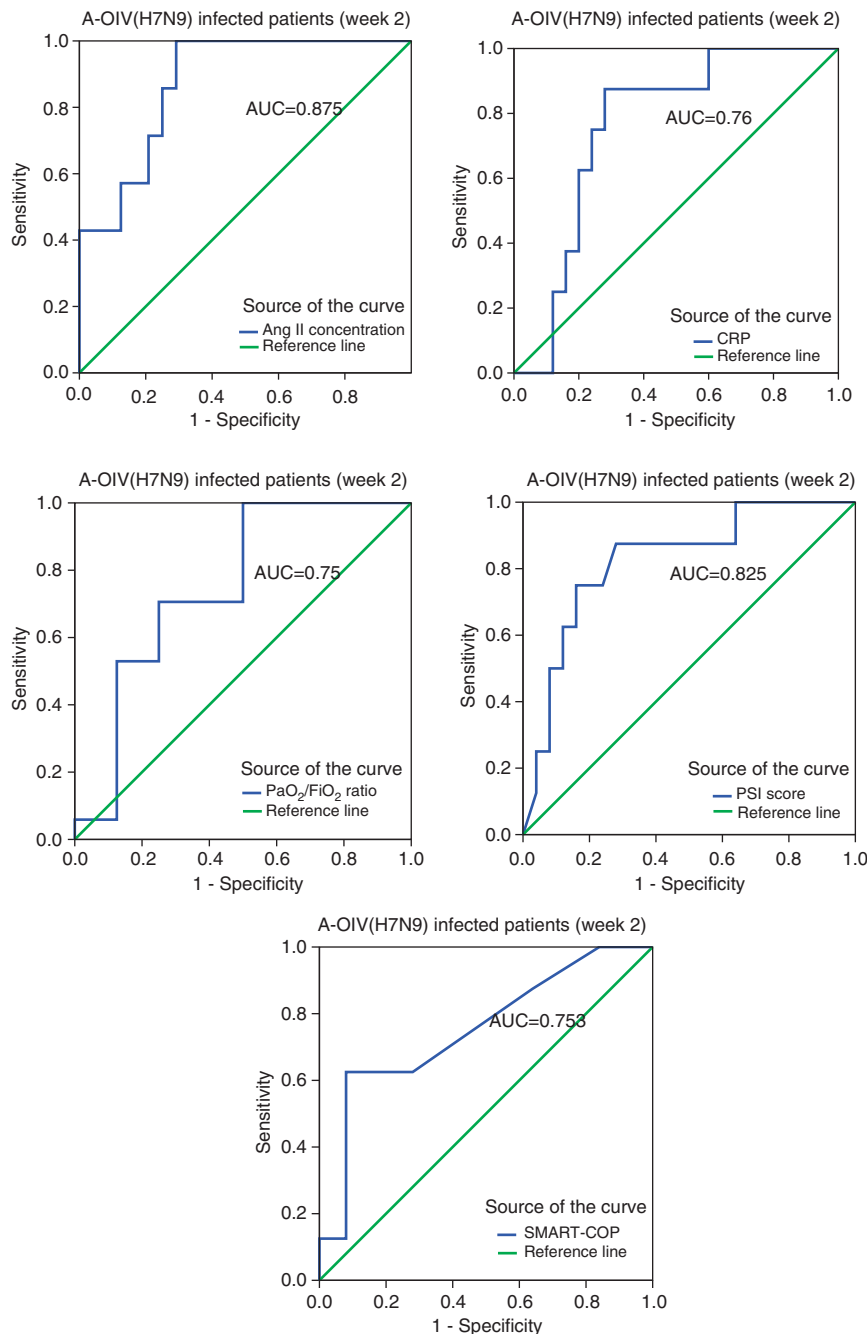 A-OIV(H7N9) infected patients (week 2)
1.0
0.8
0.6
0.4
0.2
0.0
Sensitivity
AUC=0.875
Source of the curve
Ang II concentration
Reference line
0.0 0.2 0.4 0.6 0.8
1 - Specificity
A-OIV(H7N9) infected patients (week 2)
1.0
0.8
0.6
0.4
0.2
0.0
Sensitivity
AUC=0.76
Source of the curve
CRP
Reference line
0.0 0.2 0.4 0.6 0.8 1.0
1 - Specificity
A-OIV(H7N9) infected patients (week 2)
1.0
0.8
0.6
0.4
0.2
0.0
Sensitivity
AUC=0.75
Source of the curve
PaO₂/FiO₂ ratio
Reference line
0.0 0.2 0.4 0.6 0.8 1.0
1 - Specificity
A-OIV(H7N9) infected patients (week 2)
1.0
0.8
0.6
0.4
0.2
0.0
Sensitivity
AUC=0.825
Source of the curve
PSI score
Reference line
0.0 0.2 0.4 0.6 0.8 1.0
1 - Specificity
A-OIV(H7N9) infected patients (week 2)
1.0
0.8
0.6
0.4
0.2
0.0
Sensitivity
AUC=0.753
Source of the curve
SMART-COP
Reference line
0.0 0.2 0.4 0.6 0.8 1.0
1 - Specificity